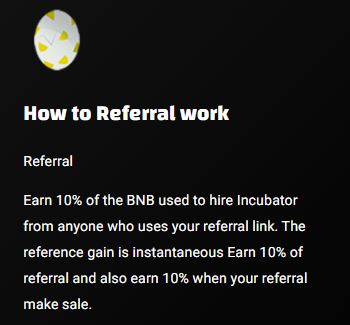 How to Referral work
Referral
Earn 10% of the BNB used to hire Incubator
from anyone who uses your referral link. The
reference gain is instantaneous Earn 10% of
referral and also earn 10% when your referral
make sale.